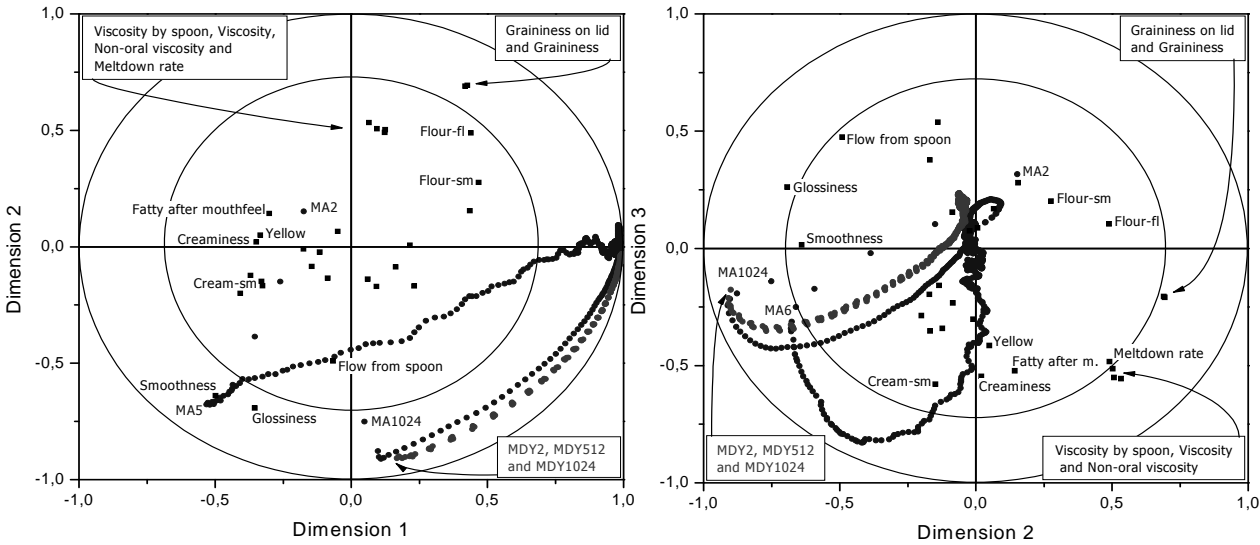 1,0
0,5
0,0
-0,5
-1,0
Dimension 2
-1,0
-0,5
0,0
0,5
1,0
Dimension 1
Viscosity by spoon, Viscosity,
Non-oral viscosity and
Meltdown rate
Graininess on lid
and Graininess
Flour-fl
Flour-sm
Fatty after mouthfeel
MA2
Creaminess
Yellow
Cream-sm
Flow from spoon
Smoothness
MA5
Glossiness
MA1024
MDY2, MDY512
and MDY1024
1,0
0,5
0,0
-0,5
-1,0
Dimension 3
-1,0
-0,5
0,0
0,5
1,0
Dimension 2
Graininess on lid
and Graininess
Flow from spoon
Glossiness
MA2
Flour-sm
Flour-fl
Smoothness
MA1024
MA6
Yellow
Meltdown rate
Fatty after m.
Cream-sm
Creaminess
MDY2, MDY512
and MDY1024
Viscosity by spoon, Viscosity
and Non-oral viscosity